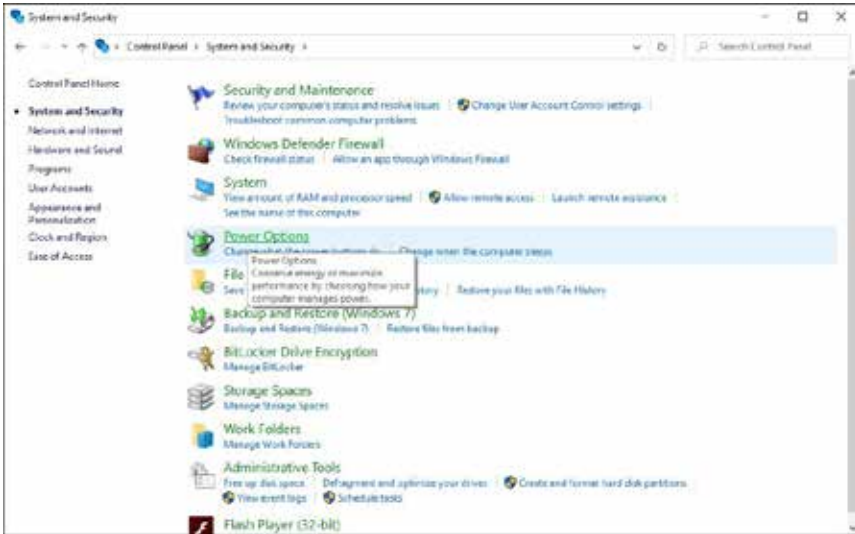 System and Security
Control Panel > System and Security >
Search Control Panel
Control Panel Home
System and Security
Network and Internet
Hardware and Sound
Programs
User Accounts
Appearance and
Personalization
Clock and Region
Ease of Access
Security and Maintenance
Review your computer's status and resolve issues | Change User Account Control settings
Troubleshoot common computer problems
Windows Defender Firewall
Check firewall status | Allow an app through Windows Firewall
System
View amount of RAM and processor speed | Allow remote access | Launch remote assistance
See the name of this computer
Power Options
Change what the power buttons do | Change when the computer sleeps
Power Options
Conserve energy or maximize
performance by choosing how your
computer manages power.
File
Save | Restore your files with File History
Backup and Restore (Windows 7)
Backup and Restore (Windows 7) | Restore files from backup
BitLocker Drive Encryption
Manage BitLocker
Storage Spaces
Manage Storage Spaces
Work Folders
Manage Work Folders
Administrative Tools
Free up disk space | Defragment and optimize your drives | Create and format hard disk partitions
View event logs | Schedule tasks
Flash Player (32-bit)